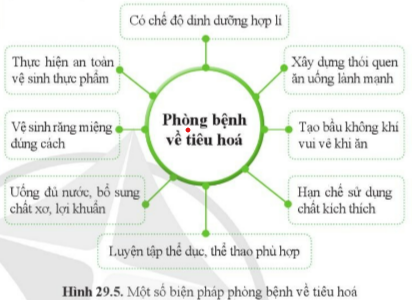 Có chế độ dinh dưỡng hợp lí
Thực hiện an toàn
vệ sinh thực phẩm
Xây dựng thói quen
ăn uống lành mạnh
Phòng bệnh
về tiêu hoá
Vệ sinh răng miệng
đúng cách
Tạo bầu không khí
vui vẻ khi ăn
Uống đủ nước, bổ sung
chất xơ, lợi khuẩn
Hạn chế sử dụng
chất kích thích
Luyện tập thể dục, thể thao phù hợp
Hình 29.5. Một số biện pháp phòng bệnh về tiêu hoá